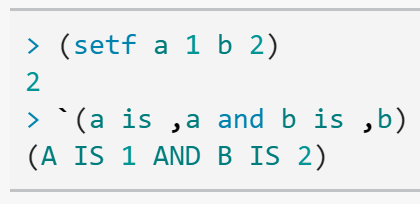 > (setf a 1 b 2)
2
> `(a is ,a and b is ,b)
(A IS 1 AND B IS 2)